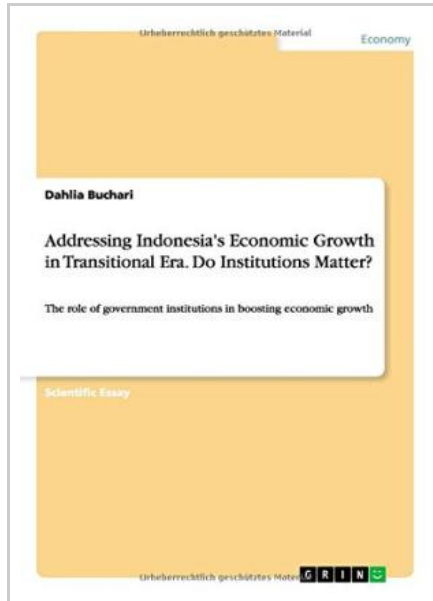 Urheberrechtlich geschütztes Material
Economy
Dahlia Buchari
Addressing Indonesia's Economic Growth
in Transitional Era. Do Institutions Matter?
The role of government institutions in boosting economic growth
Scientific Essay
Urheberrechtlich geschütztes Mater
GRIN